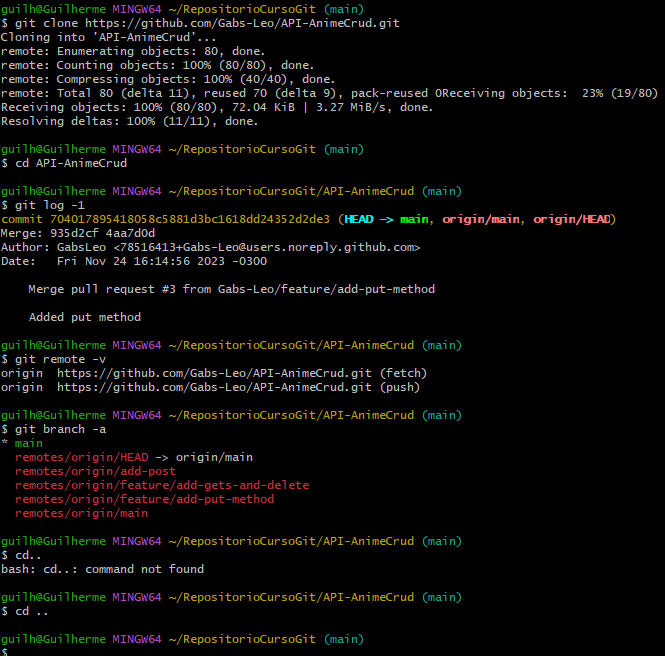 guilh@Guilherme MINGW64 ~/RepositorioCursoGit (main)
$ git clone https://github.com/Gabs-Leo/API-AnimeCrud.git
Cloning into 'API-AnimeCrud'...
remote: Enumerating objects: 80, done.
remote: Counting objects: 100% (80/80), done.
remote: Compressing objects: 100% (40/40), done.
remote: Total 80 (delta 11), reused 70 (delta 9), pack-reused 0Receiving objects:  23% (19/80)
Receiving objects: 100% (80/80), 72.04 KiB | 3.27 MiB/s, done.
Resolving deltas: 100% (11/11), done.
guilh@Guilherme MINGW64 ~/RepositorioCursoGit (main)
$ cd API-AnimeCrud
guilh@Guilherme MINGW64 ~/RepositorioCursoGit/API-AnimeCrud (main)
$ git log -1
commit 704017895418058c5881d3bc1618dd24352d2de3 (HEAD -> main, origin/main, origin/HEAD)
Merge: 935d2cf 4aa7d0d
Author: GabsLeo <78516413+Gabs-Leo@users.noreply.github.com>
Date:   Fri Nov 24 16:14:56 2023 -0300
    Merge pull request #3 from Gabs-Leo/feature/add-put-method
    Added put method
guilh@Guilherme MINGW64 ~/RepositorioCursoGit/API-AnimeCrud (main)
$ git remote -v
origin  https://github.com/Gabs-Leo/API-AnimeCrud.git (fetch)
origin  https://github.com/Gabs-Leo/API-AnimeCrud.git (push)
guilh@Guilherme MINGW64 ~/RepositorioCursoGit/API-AnimeCrud (main)
$ git branch -a
* main
  remotes/origin/HEAD -> origin/main
  remotes/origin/add-post
  remotes/origin/feature/add-gets-and-delete
  remotes/origin/feature/add-put-method
  remotes/origin/main
guilh@Guilherme MINGW64 ~/RepositorioCursoGit/API-AnimeCrud (main)
$ cd..
bash: cd..: command not found
guilh@Guilherme MINGW64 ~/RepositorioCursoGit/API-AnimeCrud (main)
$ cd ..
guilh@Guilherme MINGW64 ~/RepositorioCursoGit (main)
$